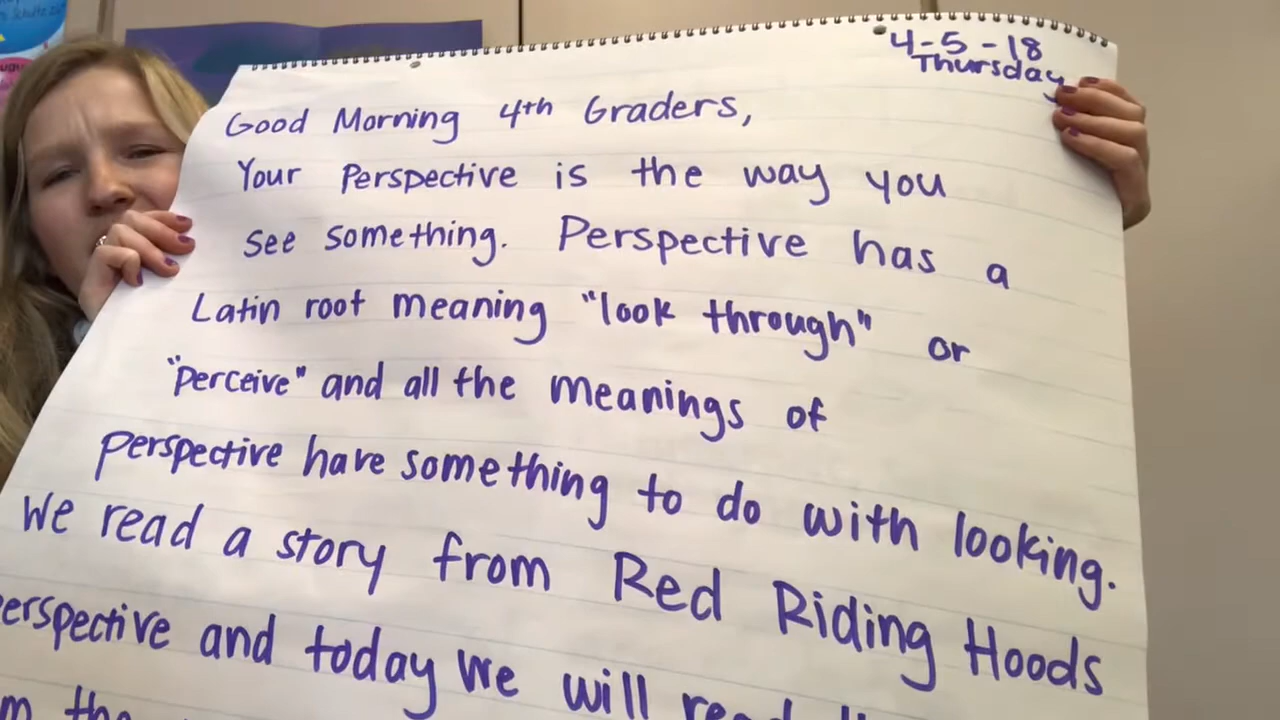 4-5-18
Thursday
Good Morning 4th Graders,
Your Perspective is the way you
see something. Perspective has a
Latin root meaning "look through" or
"perceive" and all the meanings of
perspective have something to do with looking.
We read a story from Red Riding Hoods
erspective and today we will read
the